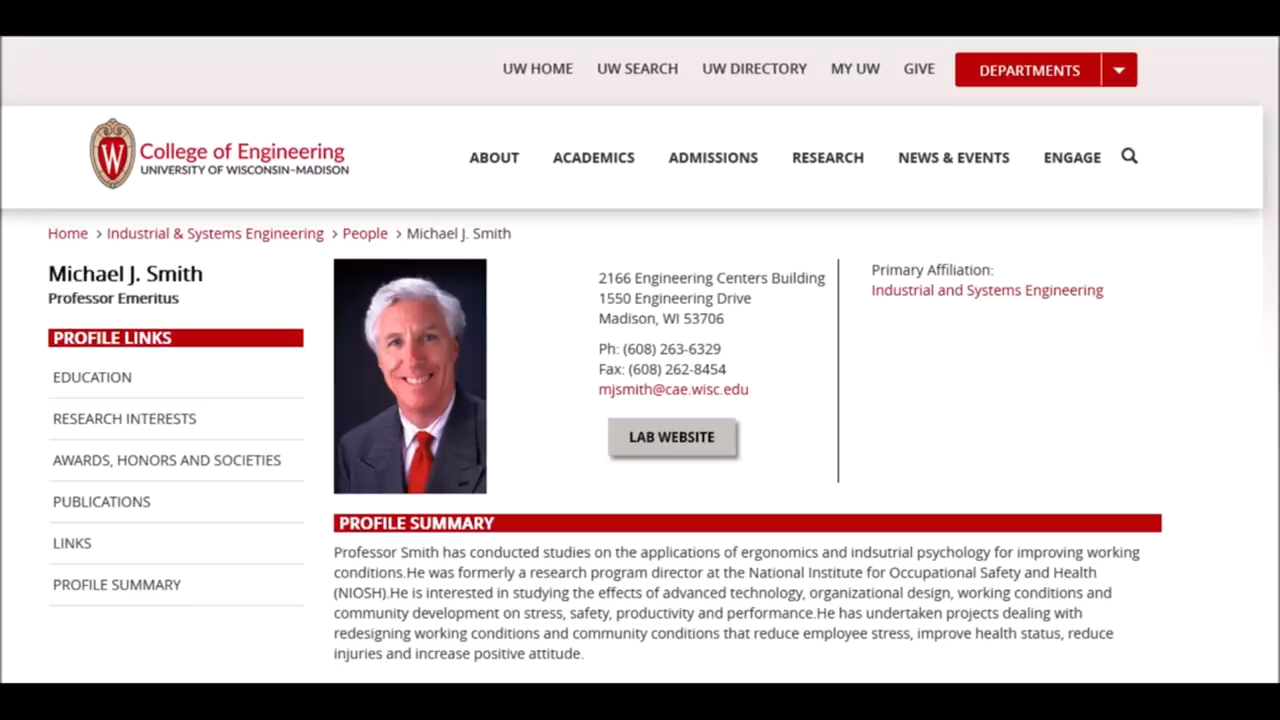 UW HOME UW SEARCH UW DIRECTORY MY UW GIVE DEPARTMENTS
W College of Engineering
UNIVERSITY OF WISCONSIN–MADISON
ABOUT ACADEMICS ADMISSIONS RESEARCH NEWS & EVENTS ENGAGE
Home > Industrial & Systems Engineering > People > Michael J. Smith
Michael J. Smith
Professor Emeritus
PROFILE LINKS
EDUCATION
RESEARCH INTERESTS
AWARDS, HONORS AND SOCIETIES
PUBLICATIONS
LINKS
PROFILE SUMMARY
2166 Engineering Centers Building
1550 Engineering Drive
Madison, WI 53706
Ph: (608) 263-6329
Fax: (608) 262-8454
mjsmith@cae.wisc.edu
LAB WEBSITE
Primary Affiliation:
Industrial and Systems Engineering
PROFILE SUMMARY
Professor Smith has conducted studies on the applications of ergonomics and indsutrial psychology for improving working
conditions.He was formerly a research program director at the National Institute for Occupational Safety and Health
(NIOSH).He is interested in studying the effects of advanced technology, organizational design, working conditions and
community development on stress, safety, productivity and performance.He has undertaken projects dealing with
redesigning working conditions and community conditions that reduce employee stress, improve health status, reduce
injuries and increase positive attitude.